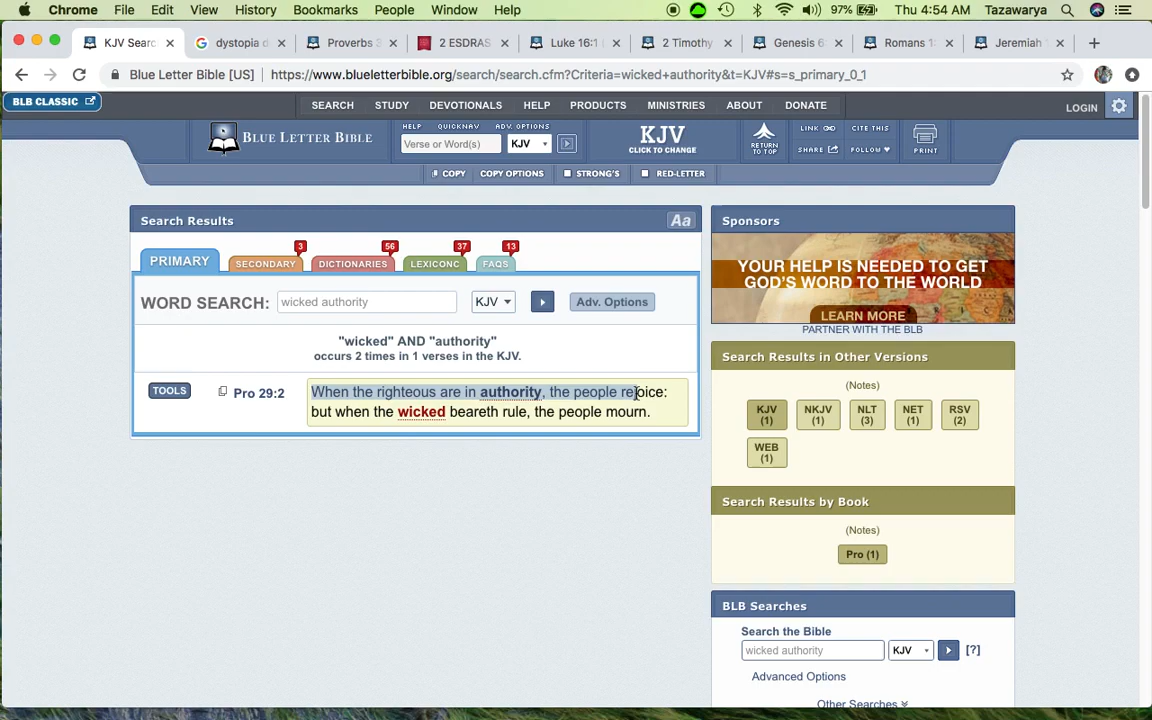 Chrome File Edit View History Bookmarks People Window Help 97% Thu 4:54 AM Tazawarya
KJV Searc dystopia d Proverbs 3 2 ESDRAS Luke 16:1 2 Timothy Genesis 6: Romans 1: Jeremiah
Blue Letter Bible [US] https://www.blueletterbible.org/search/search.cfm?Criteria=wicked+authority&t=KJV#s=s_primary_0_1
BLB CLASSIC
SEARCH STUDY DEVOTIONALS HELP PRODUCTS MINISTRIES ABOUT DONATE LOGIN
HELP QUICKNAV ADV. OPTIONS
BLUE LETTER BIBLE Verse or Word(s) KJV
KJV
CLICK TO CHANGE
RETURN
TO TOP
LINK CITE THIS
SHARE FOLLOW
PRINT
COPY COPY OPTIONS STRONG'S RED-LETTER
Search Results Aa
3 56 37 13
PRIMARY SECONDARY DICTIONARIES LEXICONC FAQS
WORD SEARCH: wicked authority KJV Adv. Options
"wicked" AND "authority"
occurs 2 times in 1 verses in the KJV.
TOOLS Pro 29:2 When the righteous are in authority, the people rejoice:
but when the wicked beareth rule, the people mourn.
Sponsors
YOUR HELP IS NEEDED TO GET
GOD'S WORD TO THE WORLD
LEARN MORE
PARTNER WITH THE BLB
Search Results in Other Versions
(Notes)
KJV (1) NKJV (1) NLT (3) NET (1) RSV (2)
WEB (1)
Search Results by Book
(Notes)
Pro (1)
BLB Searches
Search the Bible
wicked authority KJV [?]
Advanced Options
Other Searches